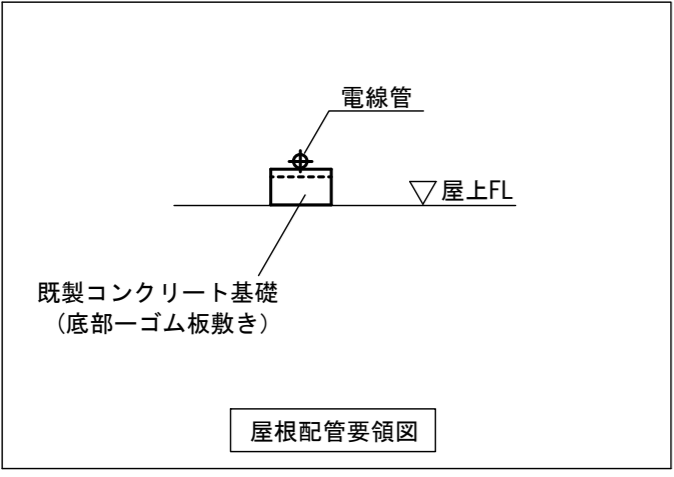 電線管
▽屋上FL
既製コンクリート基礎
（底部ーゴム板敷き）
屋根配管要領図